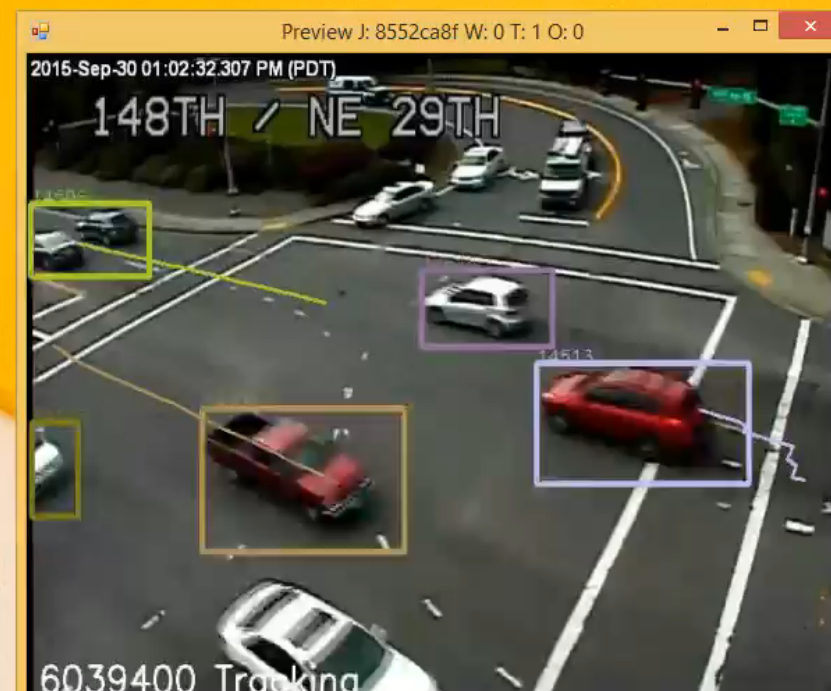 Preview J: 8552ca8f W: 0 T: 1 O: 0
2015-Sep-30 01:02:32.307 PM (PDT)
148TH / NE 29TH
14613
6039400 Tracking